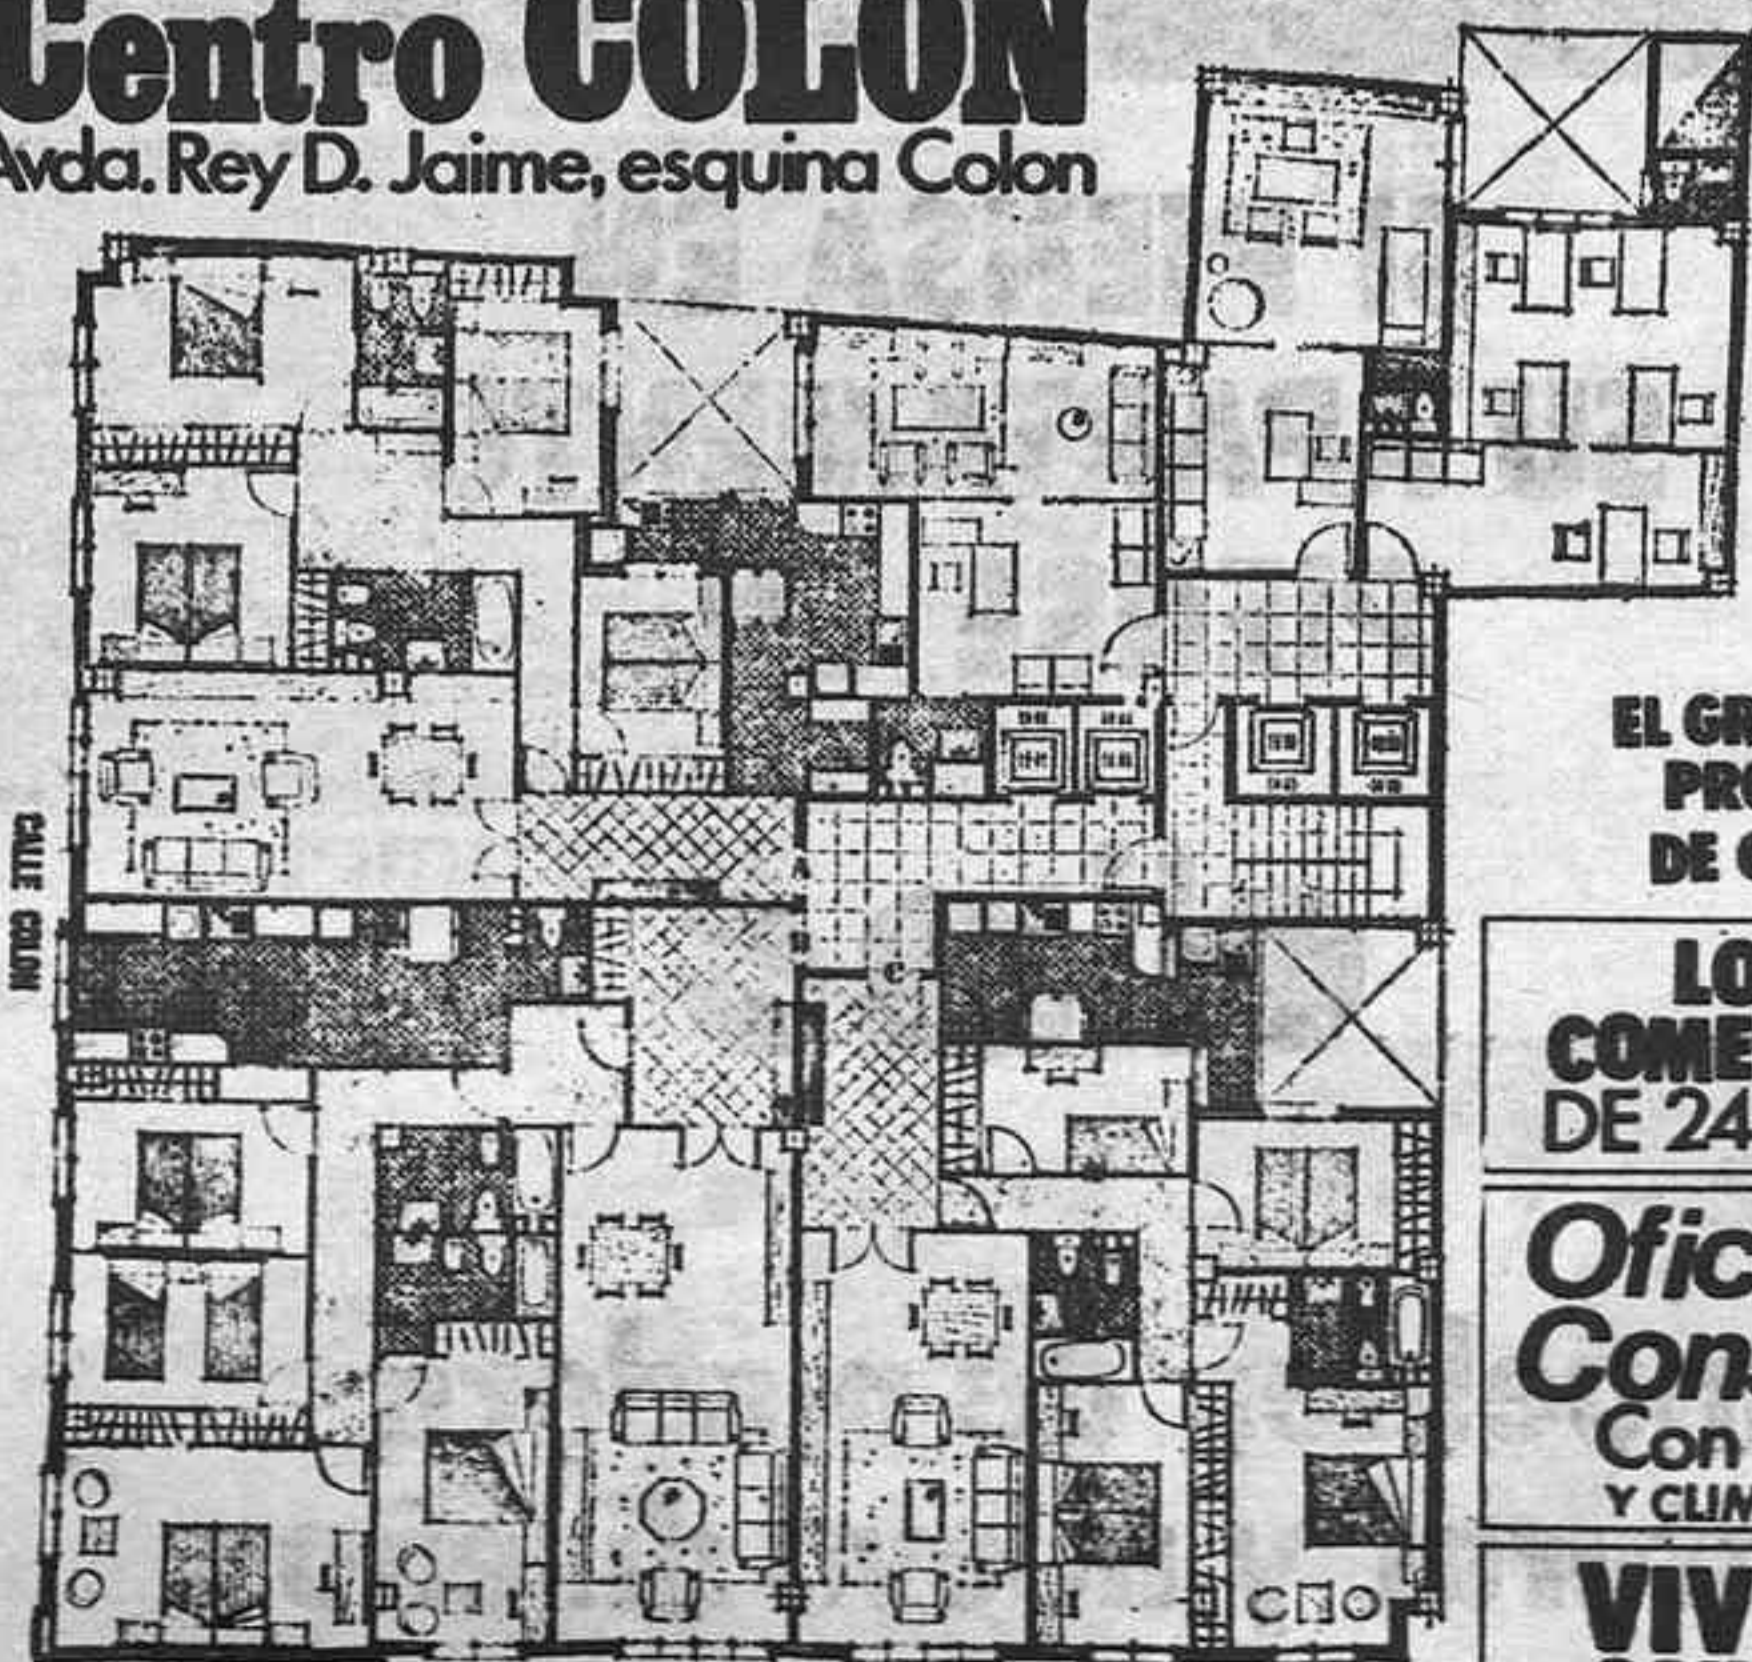 Centro COLON
Avda. Rey D. Jaime, esquina Colon
CALLE COLON
A
B
C
EL GR
PRO
DE
LO
COME
DE 24
Ofic
Con
Con
Y CLIM
VIV